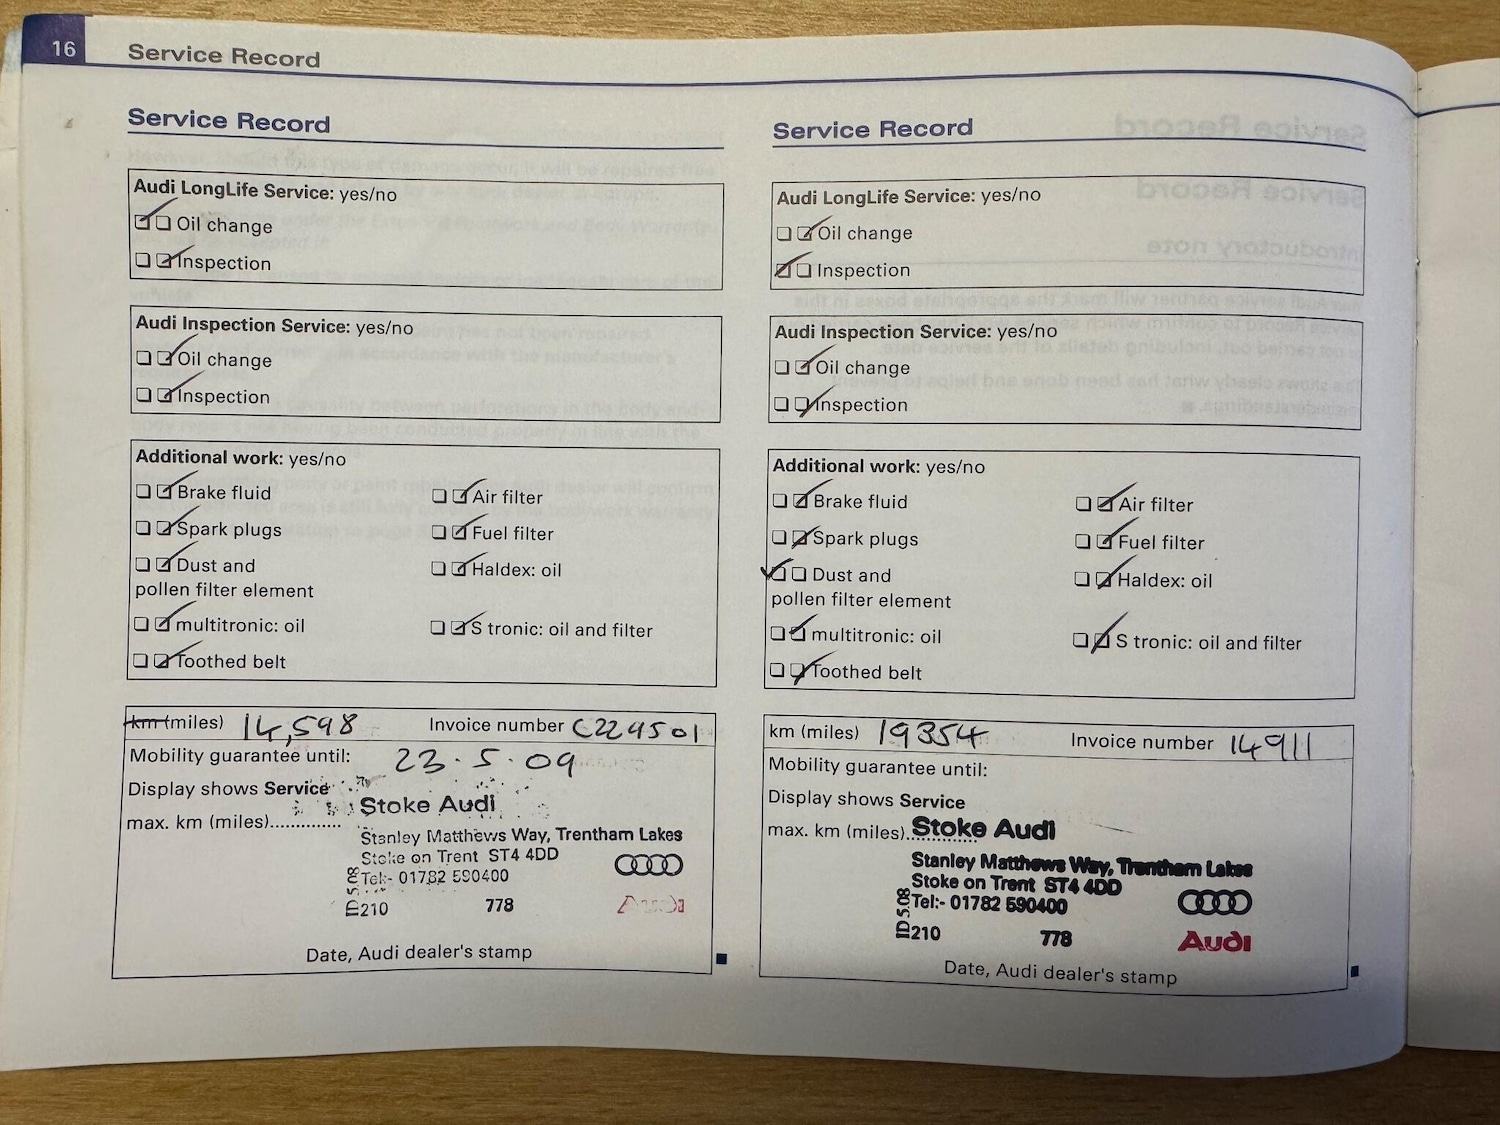 16
Service Record
Service Record
Audi LongLife Service: yes/no
Oil change
Inspection
Audi Inspection Service: yes/no
Oil change
Inspection
Additional work: yes/no
Brake fluid
Air filter
Spark plugs
Fuel filter
Dust and
pollen filter element
Haldex: oil
multitronic: oil
S tronic: oil and filter
Toothed belt
km (miles) 14,598 Invoice number C224501
Mobility guarantee until: 23.5.09
Display shows Service
max. km (miles)..............
Stoke Audi
Stanley Matthews Way, Trentham Lakes
Stoke on Trent ST4 4DD
Tel:- 01782 590400
210 778
Date, Audi dealer's stamp
Service Record
Audi LongLife Service: yes/no
Oil change
Inspection
Audi Inspection Service: yes/no
Oil change
Inspection
Additional work: yes/no
Brake fluid
Air filter
Spark plugs
Fuel filter
Dust and
pollen filter element
Haldex: oil
multitronic: oil
S tronic: oil and filter
Toothed belt
km (miles) 19354 Invoice number 14911
Mobility guarantee until:
Display shows Service
max. km (miles)..............
Stoke Audi
Stanley Matthews Way, Trentham Lakes
Stoke on Trent ST4 4DD
Tel:- 01782 590400
ID5.08
210 778
Audi
Date, Audi dealer's stamp